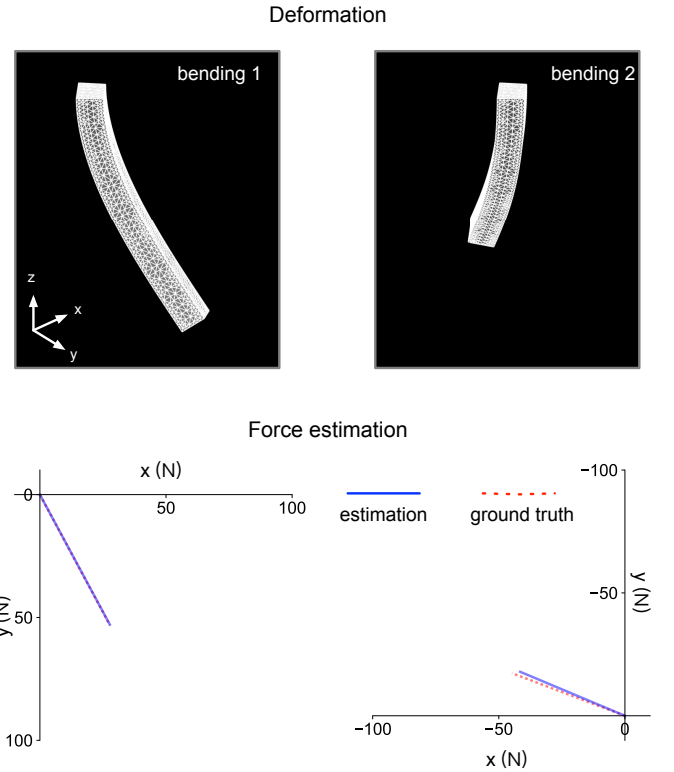 Deformation
bending 1
bending 2
z
x
y
Force estimation
x (N)
0
50
100
y (N)
50
100
estimation
ground truth
−100
−50
y (N)
−100
−50
0
x (N)